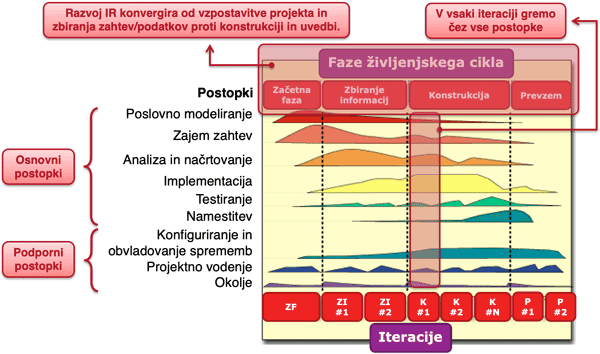 Razvoj IR konvergira od vzpostavitve projekta in
zbiranja zahtev/podatkov proti konstrukciji in uvedbi.
V vsaki iteraciji gremo
čez vse postopke
Faze življenjskega cikla
Postopki
Začetna
faza
Zbiranje
informacij
Konstrukcija
Prevzem
Poslovno modeliranje
Zajem zahtev
Analiza in načrtovanje
Implementacija
Testiranje
Namestitev
Osnovni
postopki
Konfiguriranje in
obvladovanje sprememb
Projektno vodenje
Okolje
Podporni
postopki
ZF
ZI
#1
ZI
#2
K
#1
K
#2
K
#N
P
#1
P
#2
Iteracije